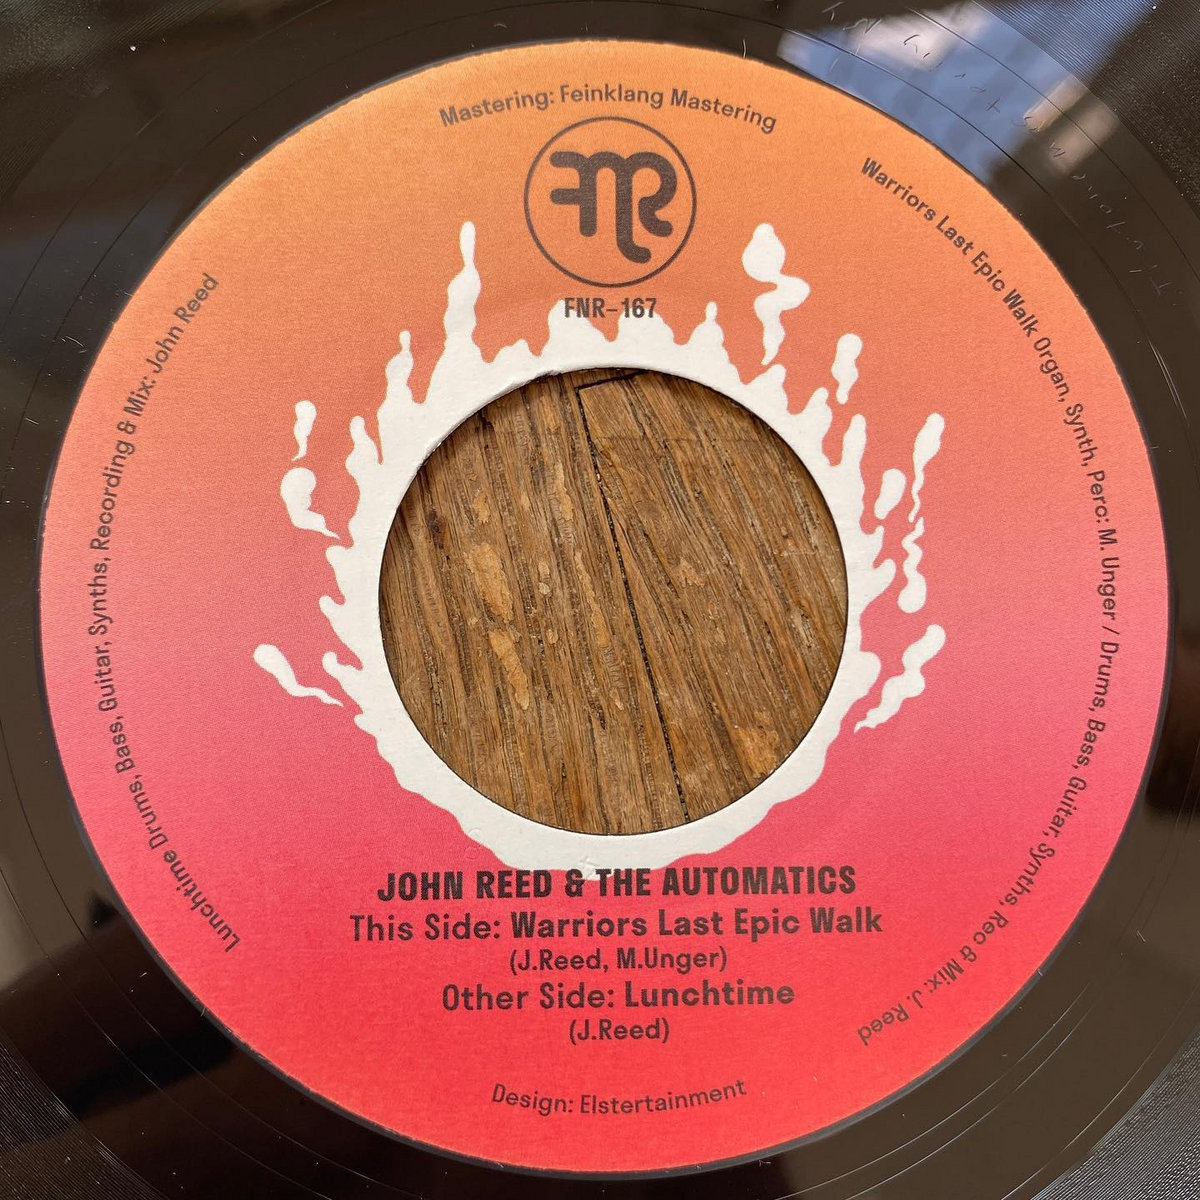 Mastering: Feinklang Mastering
FNR
FNR-167
Warriors Last Epic Walk Organ, Synth, Perc: M. Unger / Drums, Bass, Guitar, Synths, Rec & Mix: J. Reed
Lunchtime Drums, Bass, Guitar, Synths, Recording & Mix: John Reed
JOHN REED & THE AUTOMATICS
This Side: Warriors Last Epic Walk
(J.Reed, M.Unger)
Other Side: Lunchtime
(J.Reed)
Design: Elstertainment